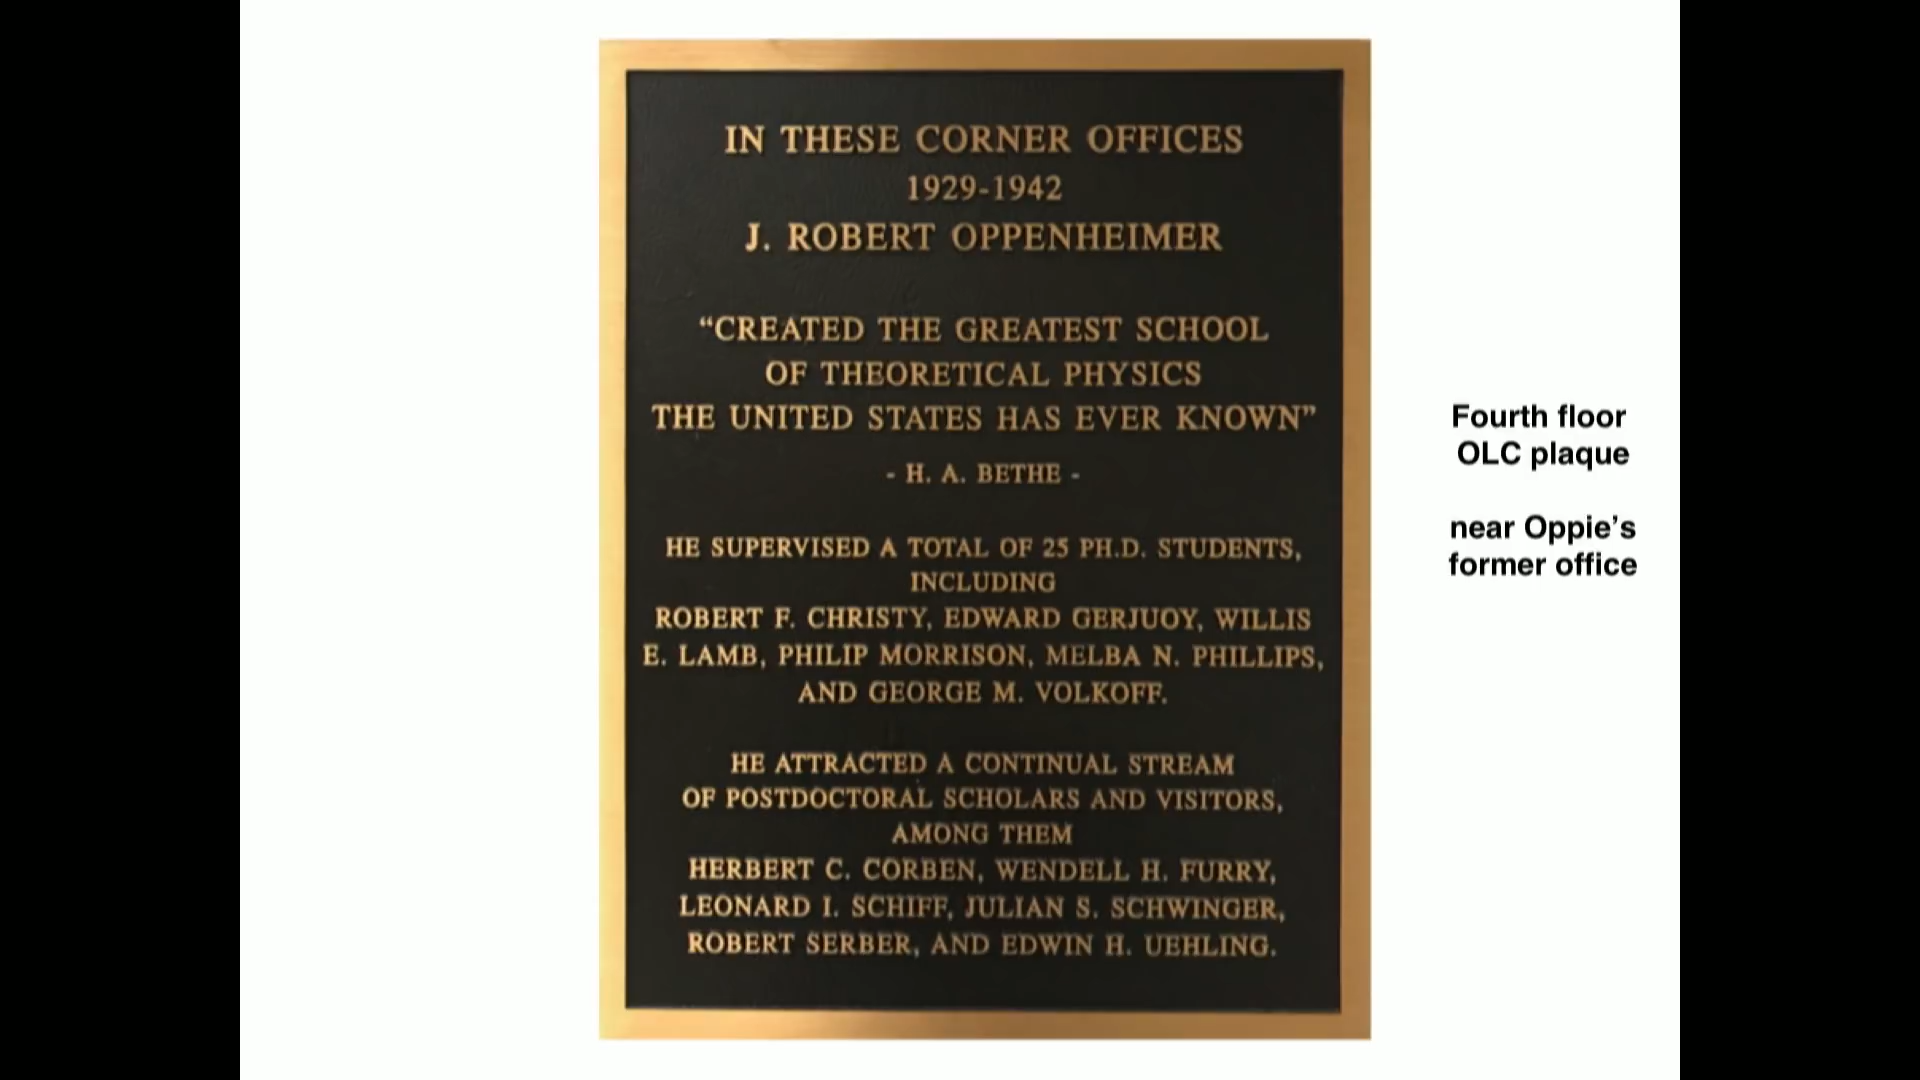 IN THESE CORNER OFFICES
1929-1942
J. ROBERT OPPENHEIMER
“CREATED THE GREATEST SCHOOL
OF THEORETICAL PHYSICS
THE UNITED STATES HAS EVER KNOWN”
- H. A. BETHE -
HE SUPERVISED A TOTAL OF 25 PH.D. STUDENTS,
INCLUDING
ROBERT F. CHRISTY, EDWARD GERJUOY, WILLIS
E. LAMB, PHILIP MORRISON, MELBA N. PHILLIPS,
AND GEORGE M. VOLKOFF.
HE ATTRACTED A CONTINUAL STREAM
OF POSTDOCTORAL SCHOLARS AND VISITORS,
AMONG THEM
HERBERT C. CORBEN, WENDELL H. FURRY,
LEONARD I. SCHIFF, JULIAN S. SCHWINGER,
ROBERT SERBER, AND EDWIN H. UEHLING.
Fourth floor
OLC plaque
near Oppie’s
former office